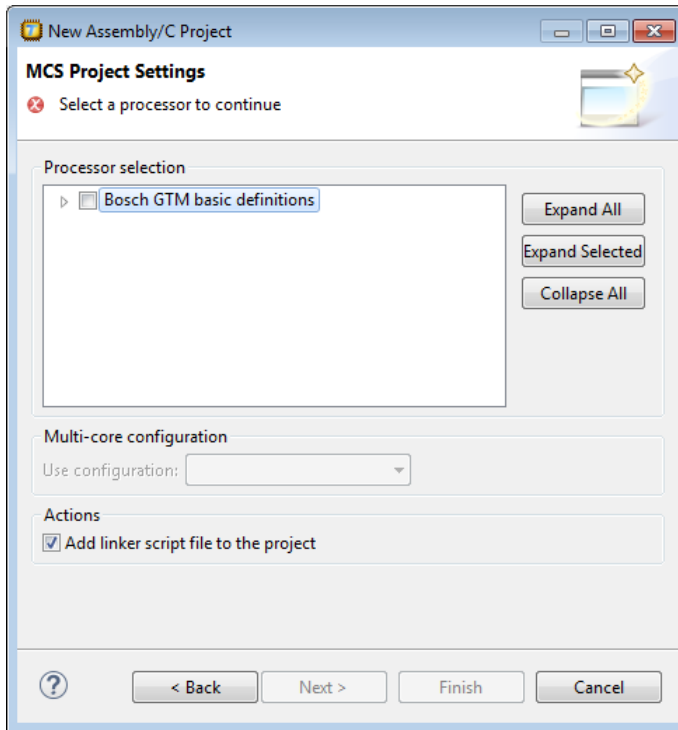 New Assembly/C Project
MCS Project Settings
Select a processor to continue
Processor selection
Bosch GTM basic definitions
Expand All
Expand Selected
Collapse All
Multi-core configuration
Use configuration:
Actions
Add linker script file to the project
< Back
Next >
Finish
Cancel